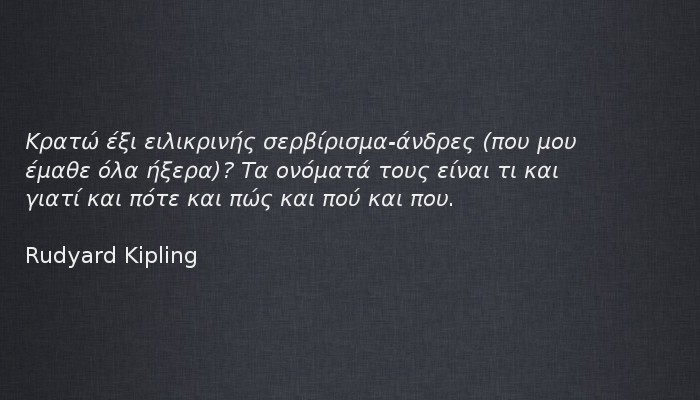 Κρατώ έξι ειλικρινής σερβίρισμα-άνδρες (που μου
έμαθε όλα ήξερα)? Τα ονόματά τους είναι τι και
γιατί και πότε και πώς και πού και που.
Rudyard Kipling